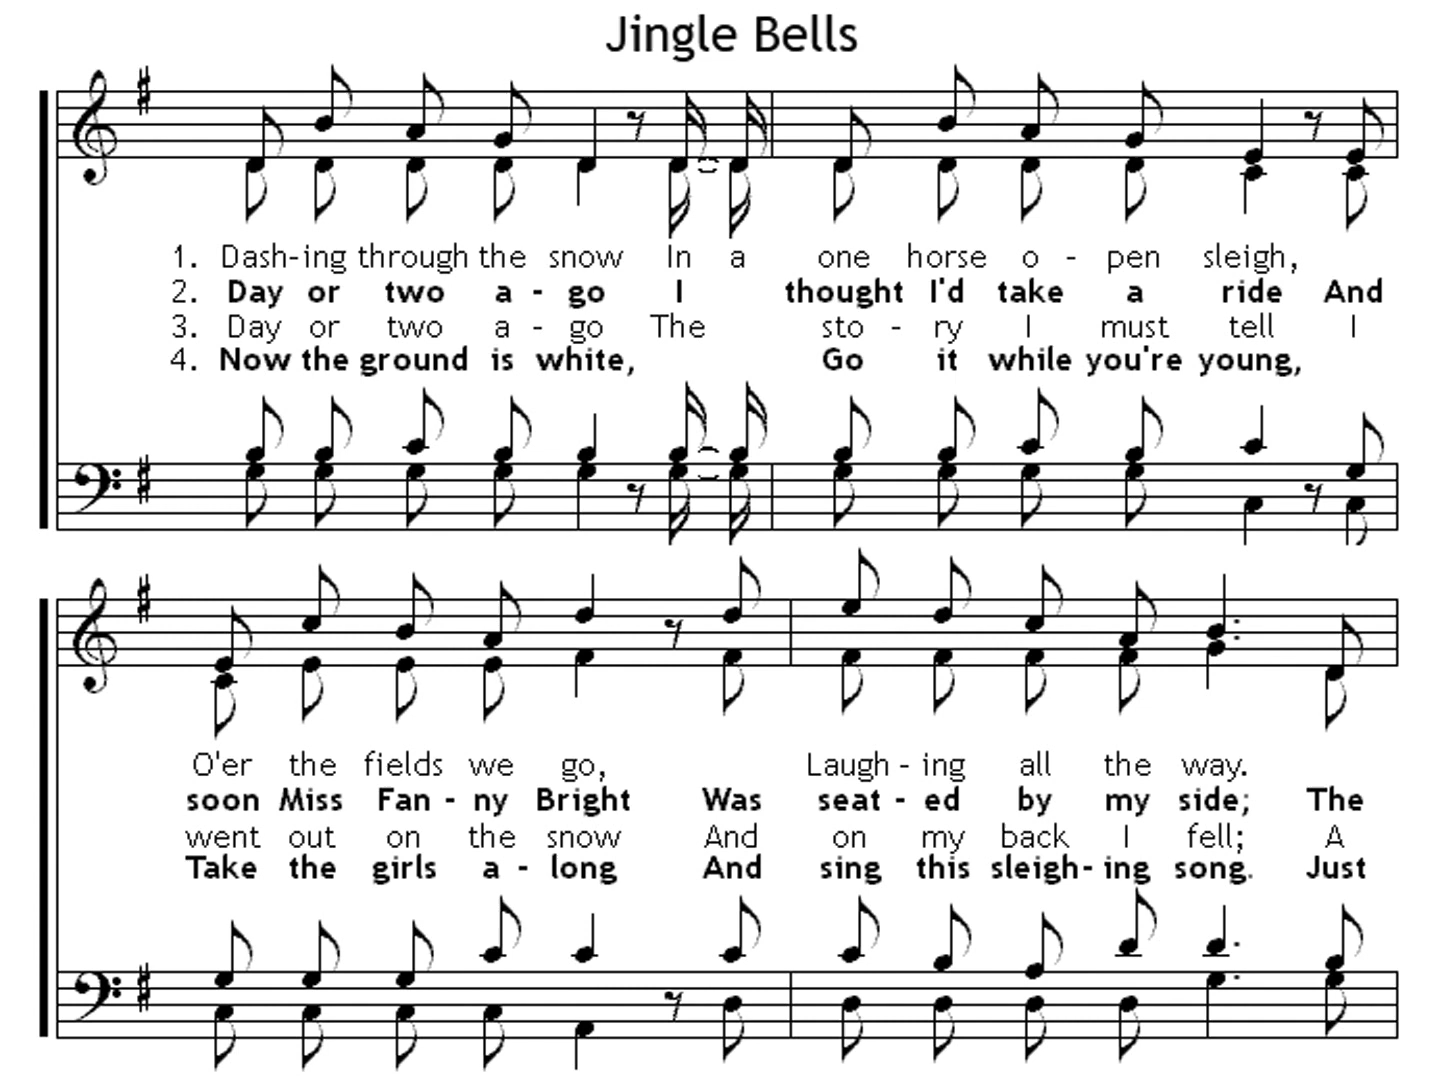 Jingle Bells
1. Dash-ing through the snow In a one horse o - pen sleigh,
2. Day or two a - go I thought I'd take a ride And
3. Day or two a - go The sto - ry I must tell I
4. Now the ground is white, Go it while you're young,
O'er the fields we go, Laugh - ing all the way.
soon Miss Fan - ny Bright Was seat - ed by my side; The
went out on the snow And on my back I fell; A
Take the girls a - long And sing this sleigh- ing song. Just